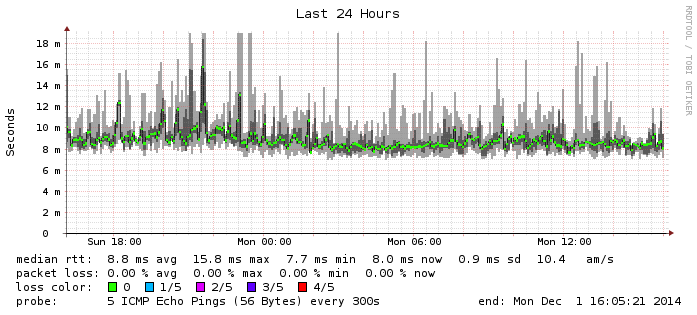 Last 24 Hours
RRDTOOL / TOBI OETIKER
Seconds
18 m
16 m
14 m
12 m
10 m
8 m
6 m
4 m
2 m
0
Sun 18:00 Mon 00:00 Mon 06:00 Mon 12:00
median rtt: 8.8 ms avg 15.8 ms max 7.7 ms min 8.0 ms now 0.9 ms sd 10.4 am/s
packet loss: 0.00 % avg 0.00 % max 0.00 % min 0.00 % now
loss color: 0 1/5 2/5 3/5 4/5
probe: 5 ICMP Echo Pings (56 Bytes) every 300s end: Mon Dec 1 16:05:21 2014